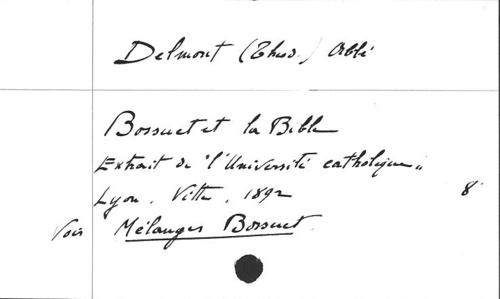 Delmont (Théod.) Abbé
Bossuet et la Bible
Extrait de "l'Université catholique"
Lyon. Vitte. 1892 8°
Voir Mélanges Bossuet.